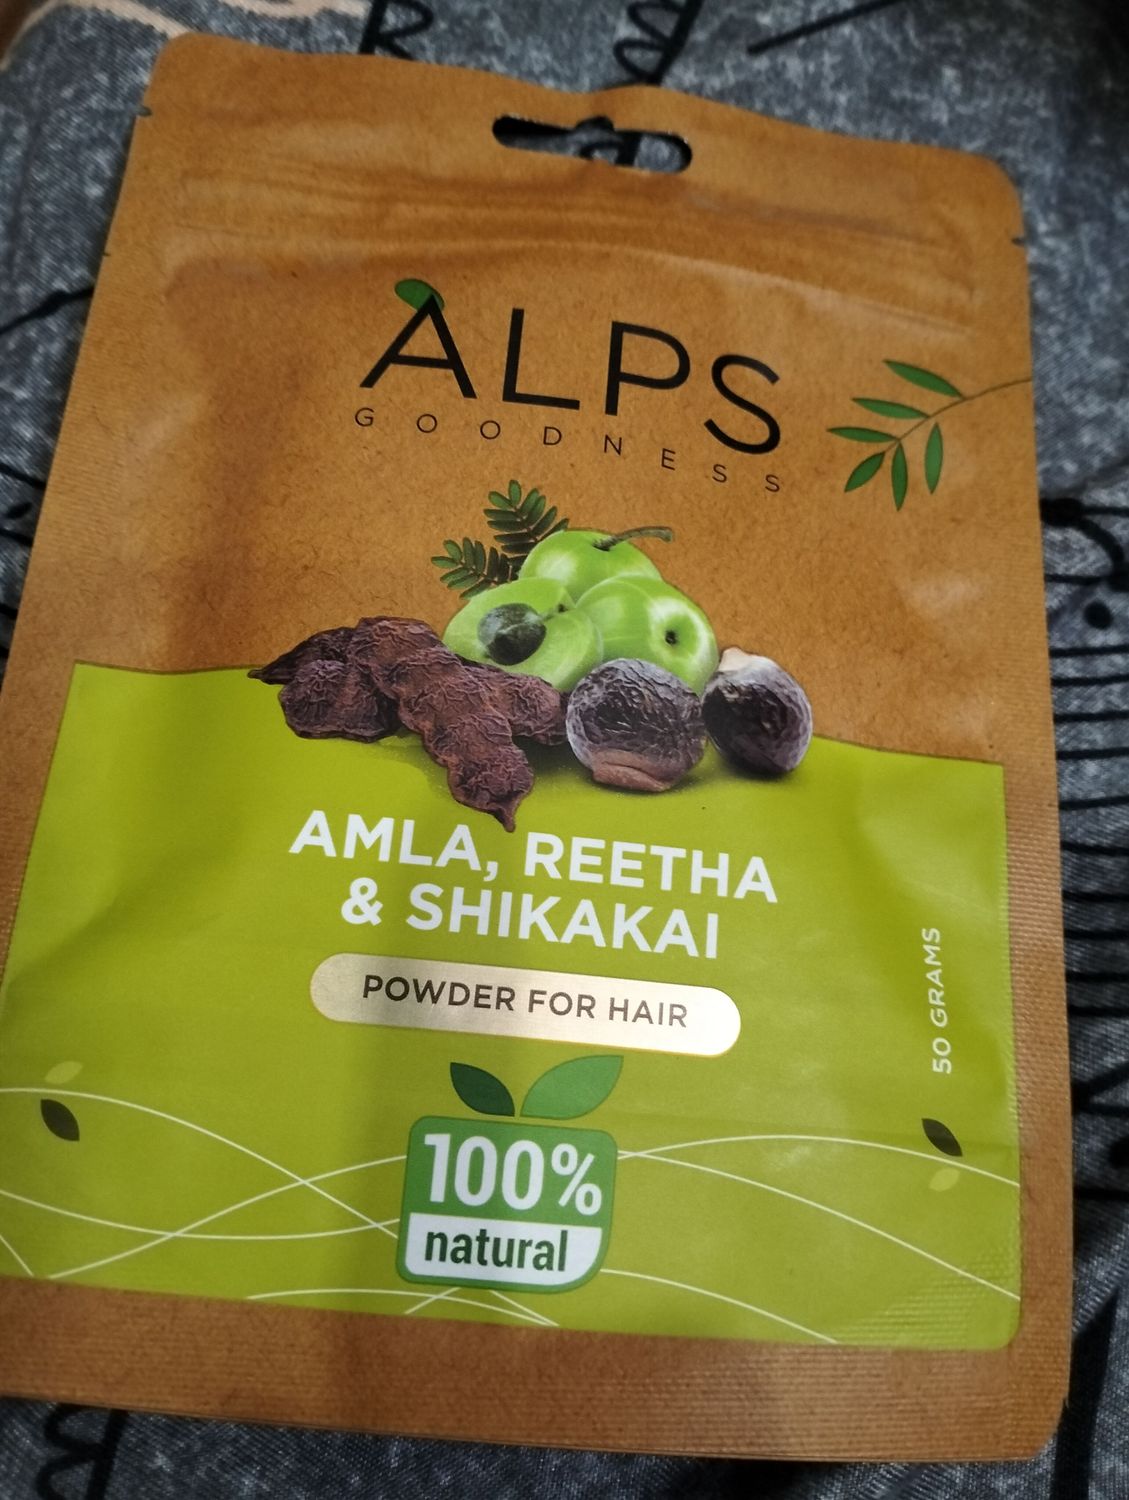 ALPS
GOODNESS
AMLA, REETHA
& SHIKAKAI
POWDER FOR HAIR
50 GRAMS
100%
natural